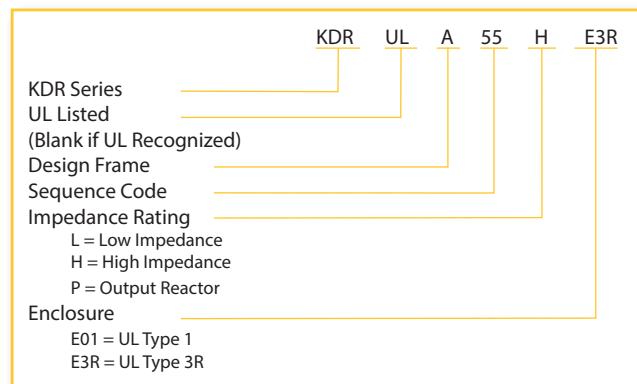 KDR UL A 55 H E3R
KDR Series
UL Listed
(Blank if UL Recognized)
Design Frame
Sequence Code
Impedance Rating
L = Low Impedance
H = High Impedance
P = Output Reactor
Enclosure
E01 = UL Type 1
E3R = UL Type 3R